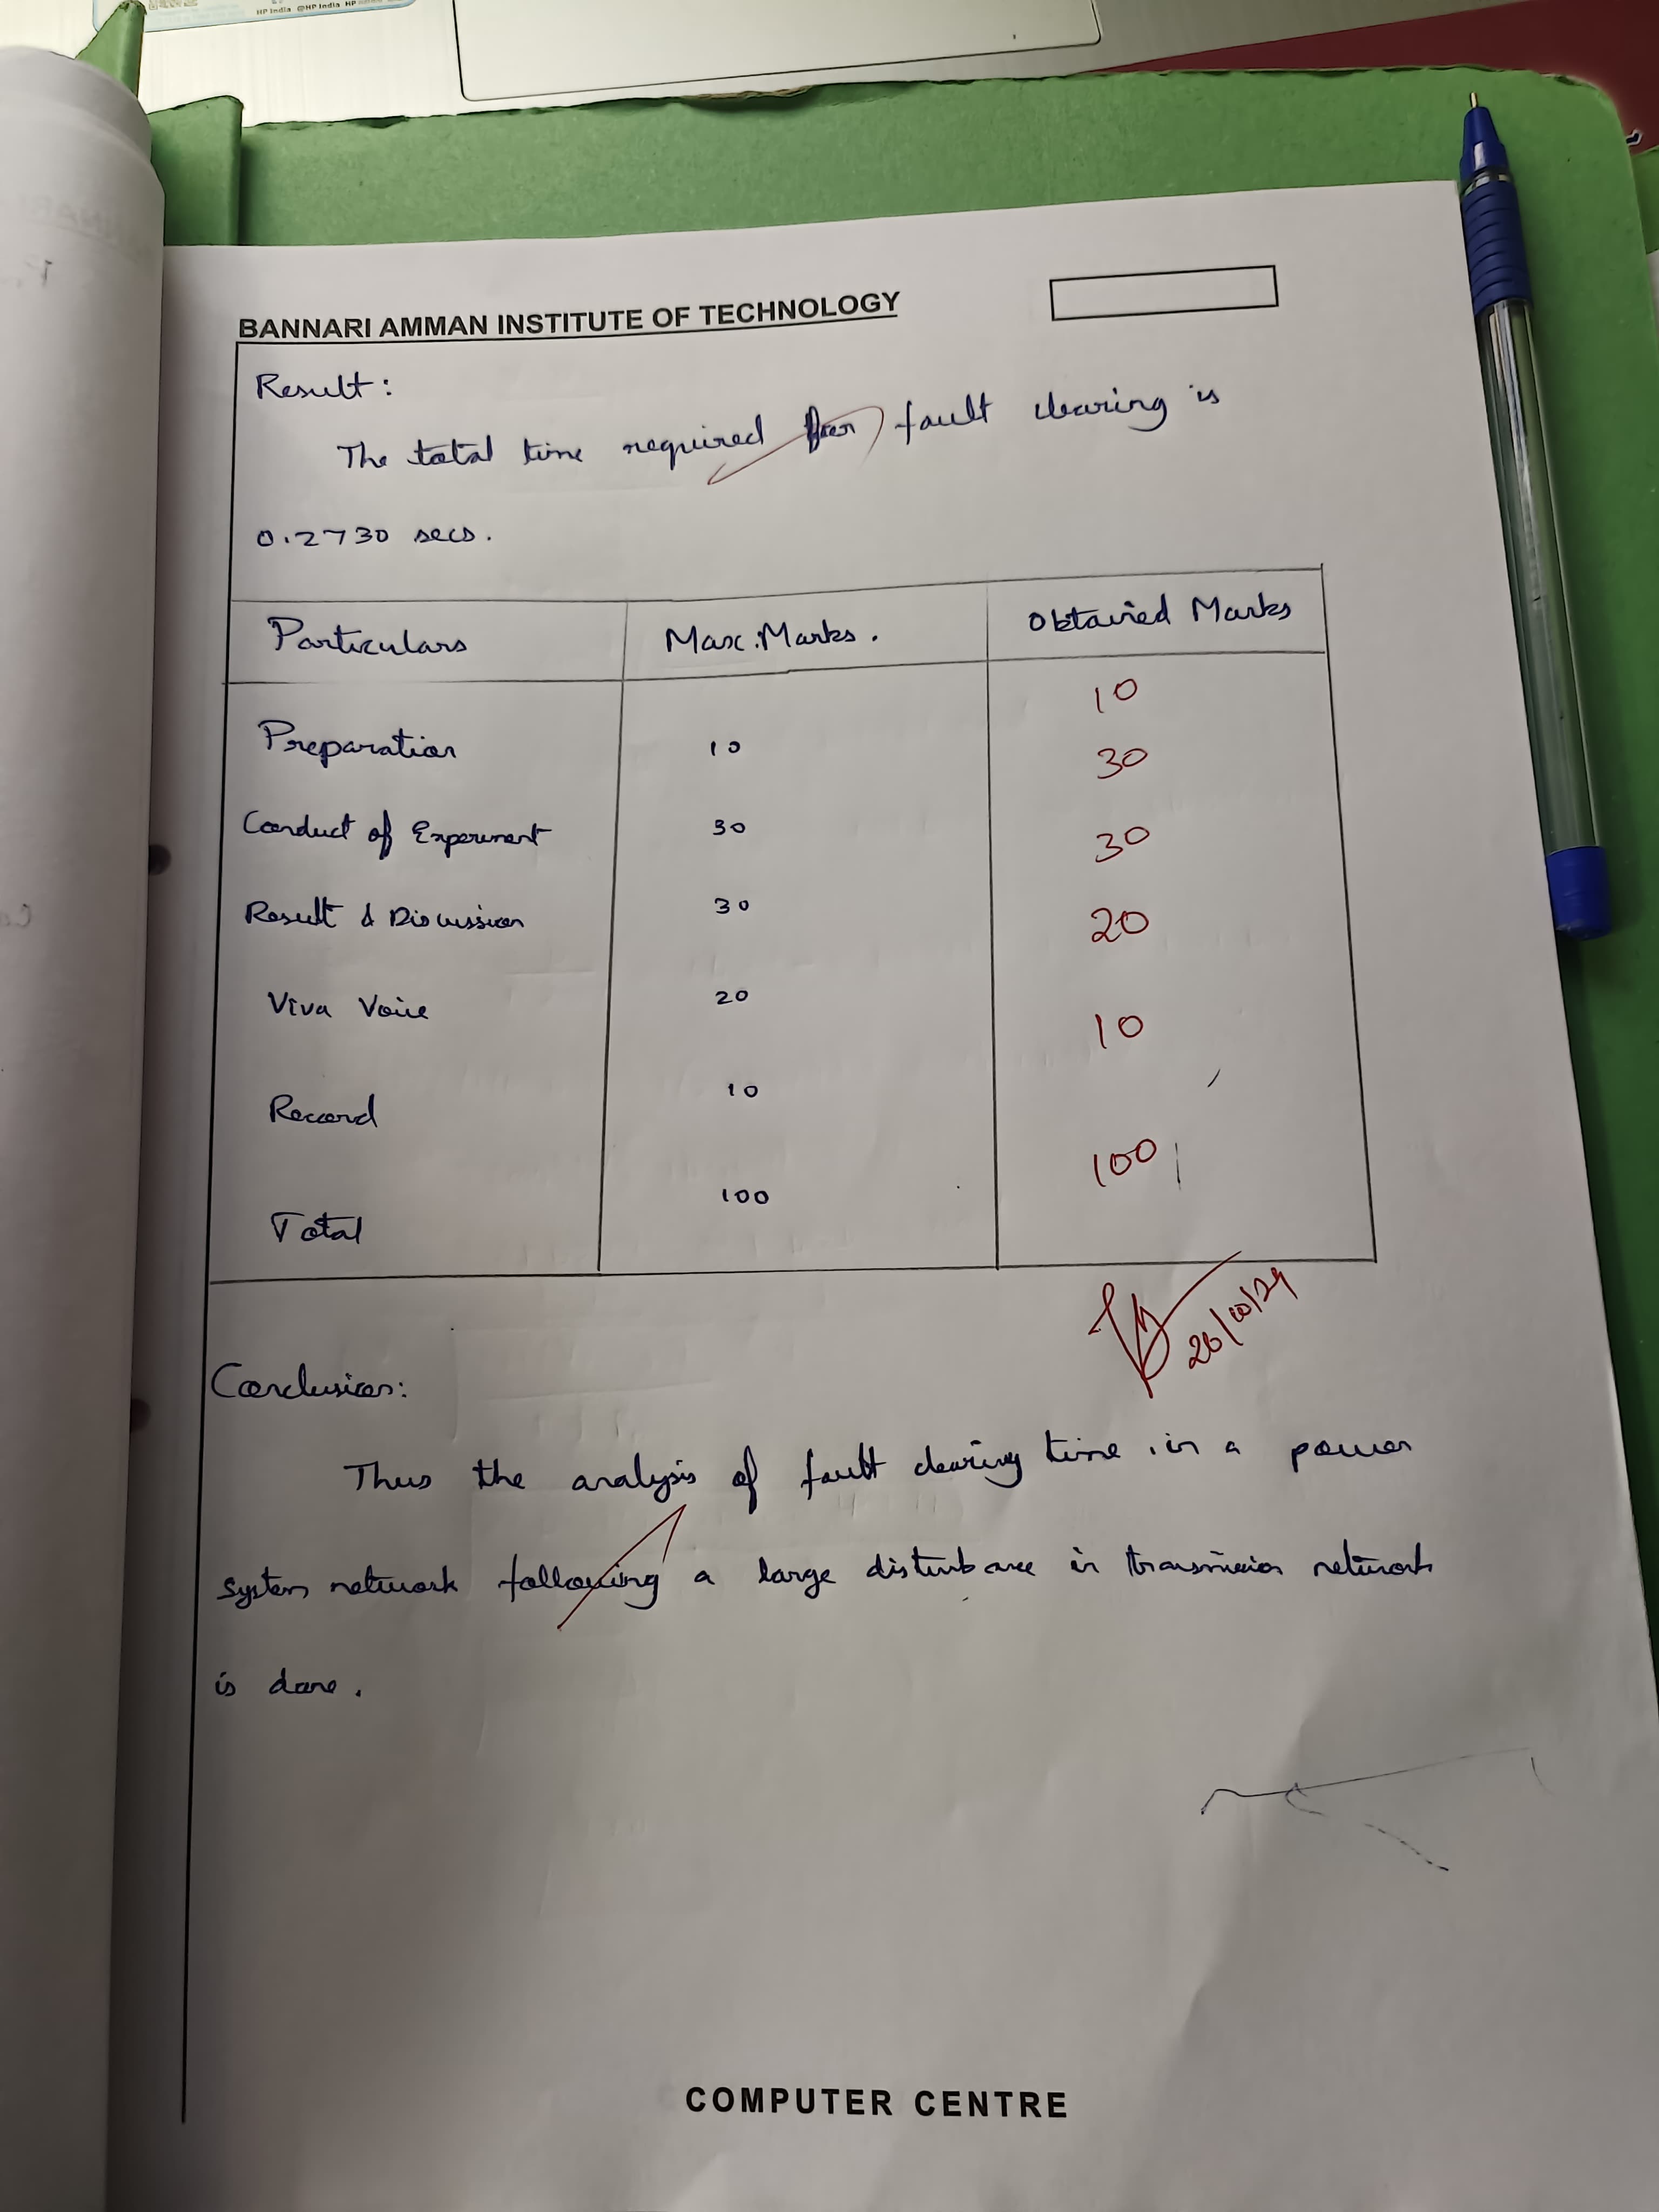 HP India @HP India HP
BANNARI AMMAN INSTITUTE OF TECHNOLOGY
Result:
The total time required for fault clearing is
0.2730 secs.
Particulars Max. Marks. Obtained Marks
Preparation 10 10
Conduct of Experiment 30 30
Result & Discussion 30 30
Viva Voice 20 20
Record 10 10
Total 100 100
26/10/24
Conclusion:
Thus the analysis of fault clearing time in a power
system network following a large disturbance in transmission network
is done.
COMPUTER CENTRE